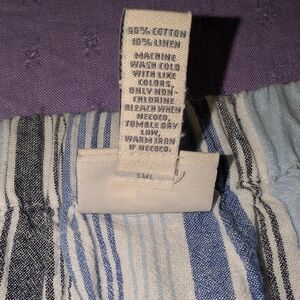 90% COTTON
10% LINEN
MACHINE
WASH COLD
WITH LIKE
COLORS,
ONLY NON-
CHLORINE
BLEACH WHEN
NEEDED,
TUMBLE DRY
LOW,
WARM IRON
IF NEEDED.
SML